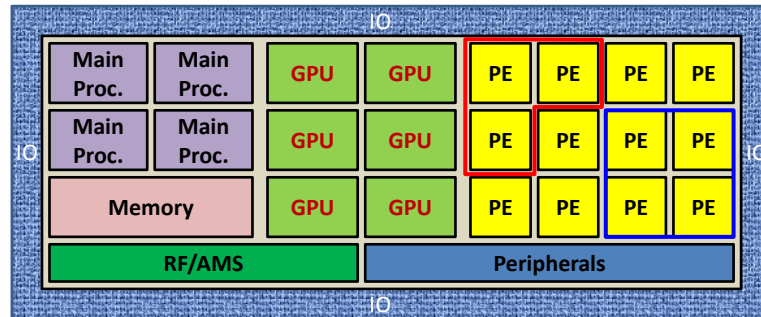 IO
Main Proc. Main Proc. GPU GPU PE PE PE PE
IO Main Proc. Main Proc. GPU GPU PE PE PE PE IO
Memory GPU GPU PE PE PE PE
RF/AMS Peripherals
IO